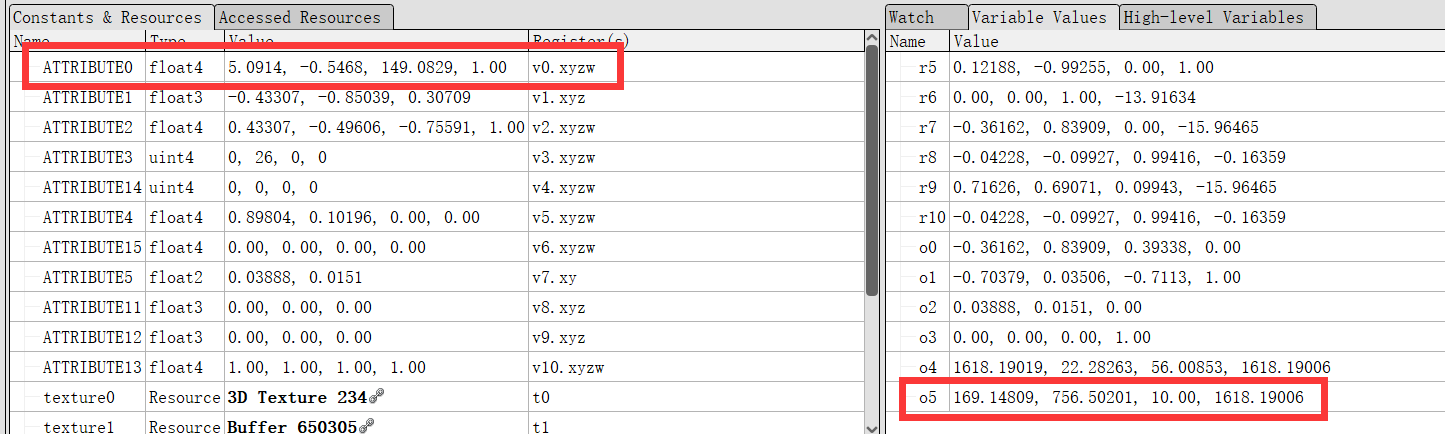 Constants & Resources Accessed Resources
Name Type Value Register(s)
ATTRIBUTE0 float4 5.0914, -0.5468, 149.0829, 1.00 v0.xyzw
ATTRIBUTE1 float3 -0.43307, -0.85039, 0.30709 v1.xyz
ATTRIBUTE2 float4 0.43307, -0.49606, -0.75591, 1.00 v2.xyzw
ATTRIBUTE3 uint4 0, 26, 0, 0 v3.xyzw
ATTRIBUTE14 uint4 0, 0, 0, 0 v4.xyzw
ATTRIBUTE4 float4 0.89804, 0.10196, 0.00, 0.00 v5.xyzw
ATTRIBUTE15 float4 0.00, 0.00, 0.00, 0.00 v6.xyzw
ATTRIBUTE5 float2 0.03888, 0.0151 v7.xy
ATTRIBUTE11 float3 0.00, 0.00, 0.00 v8.xyz
ATTRIBUTE12 float3 0.00, 0.00, 0.00 v9.xyz
ATTRIBUTE13 float4 1.00, 1.00, 1.00, 1.00 v10.xyzw
texture0 Resource 3D Texture 234 t0
texture1 Resource Buffer 650305 t1
Watch Variable Values High-level Variables
Name Value
r5 0.12188, -0.99255, 0.00, 1.00
r6 0.00, 0.00, 1.00, -13.91634
r7 -0.36162, 0.83909, 0.00, -15.96465
r8 -0.04228, -0.09927, 0.99416, -0.16359
r9 0.71626, 0.69071, 0.09943, -15.96465
r10 -0.04228, -0.09927, 0.99416, -0.16359
o0 -0.36162, 0.83909, 0.39338, 0.00
o1 -0.70379, 0.03506, -0.7113, 1.00
o2 0.03888, 0.0151, 0.00
o3 0.00, 0.00, 0.00, 1.00
o4 1618.19019, 22.28263, 56.00853, 1618.19006
o5 169.14809, 756.50201, 10.00, 1618.19006